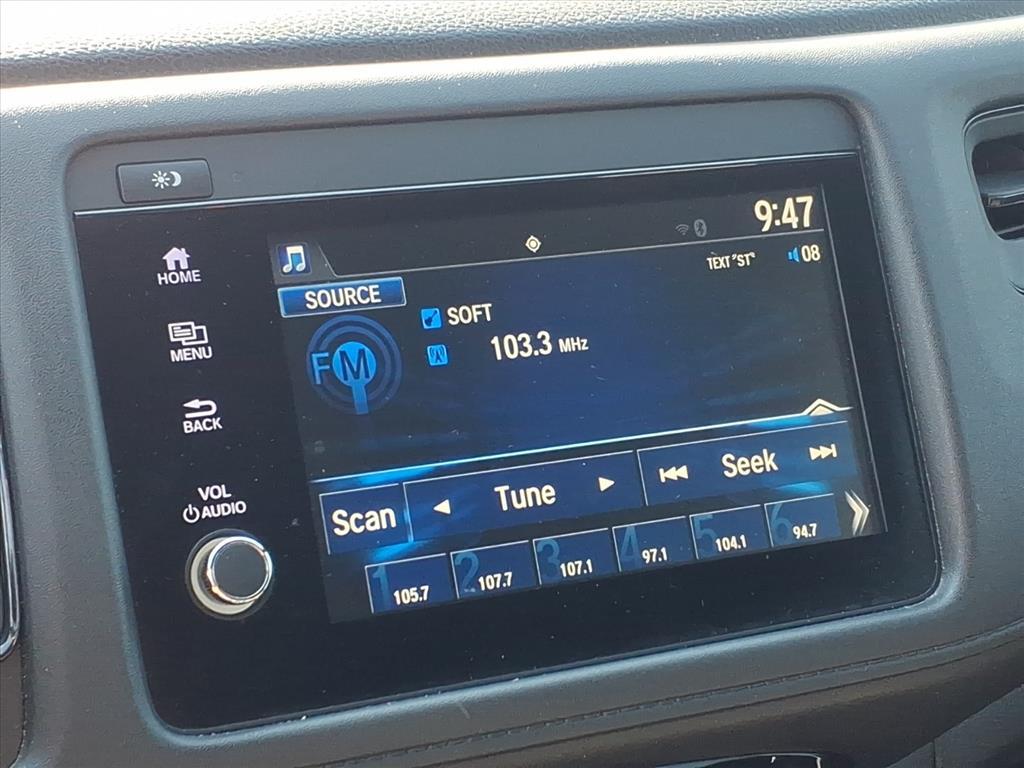 9:47
HOME
TEXT "ST"
08
SOURCE
SOFT
FM
103.3 MHz
MENU
BACK
VOL
AUDIO
Scan
Tune
Seek
1 105.7
2 107.7
3 107.1
4 97.1
5 104.1
6 94.7